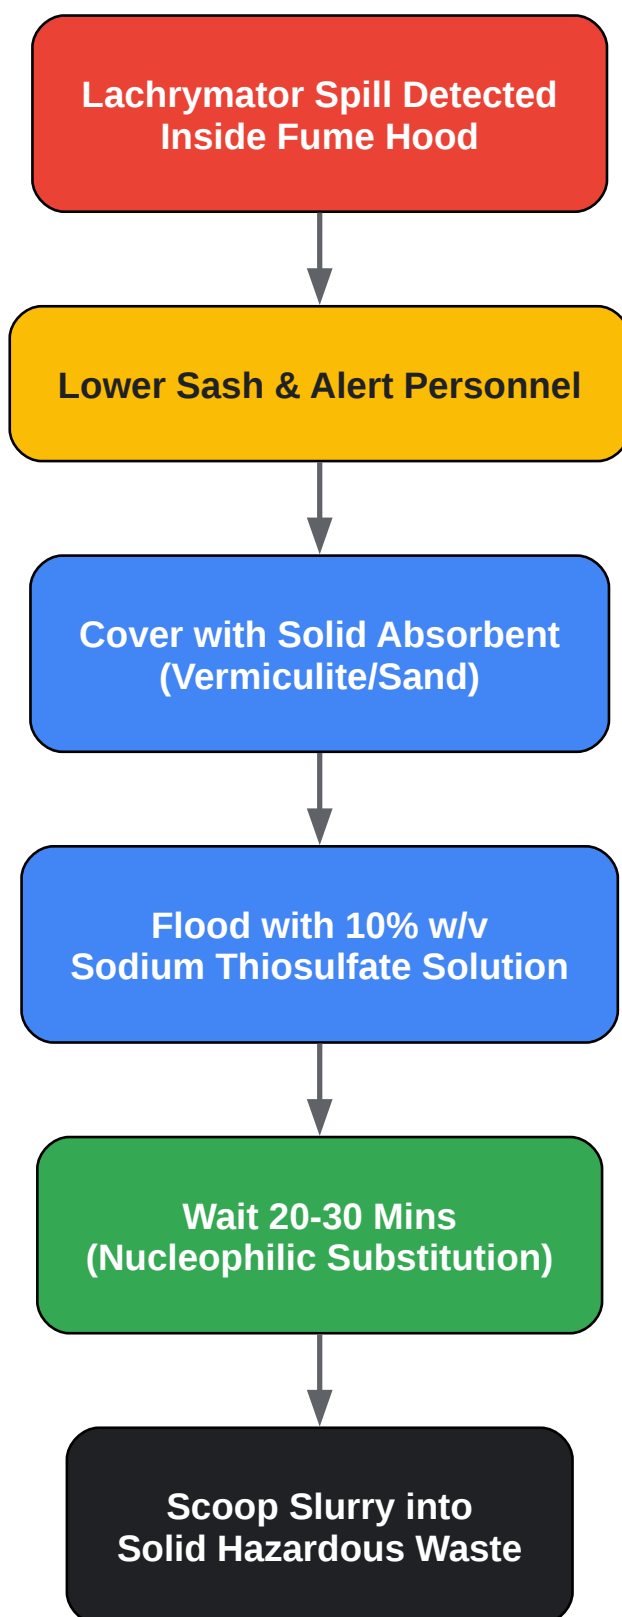 Lachrymator Spill Detected
Inside Fume Hood
Lower Sash & Alert Personnel
Cover with Solid Absorbent
(Vermiculite/Sand)
Flood with 10% w/v
Sodium Thiosulfate Solution
Wait 20-30 Mins
(Nucleophilic Substitution)
Scoop Slurry into
Solid Hazardous Waste